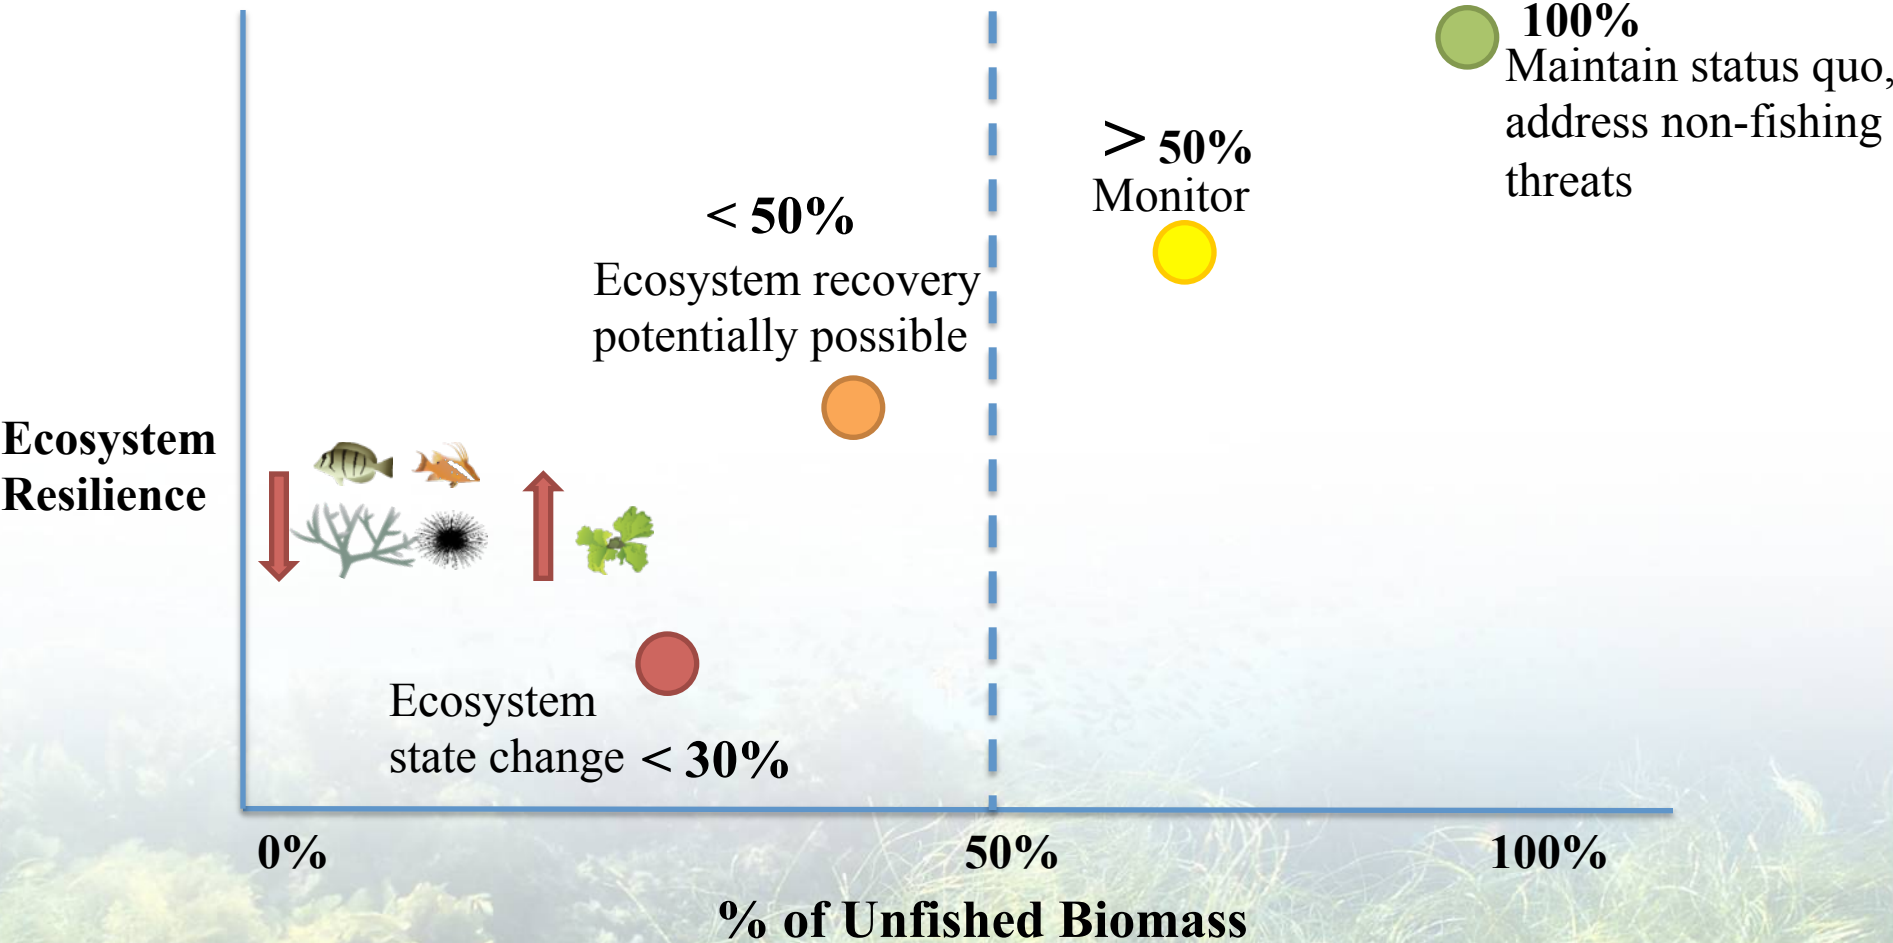 100%
Maintain status quo,
address non-fishing
threats
> 50%
Monitor
< 50%
Ecosystem recovery
potentially possible
Ecosystem
Resilience
Ecosystem
state change < 30%
0%
50%
100%
% of Unfished Biomass